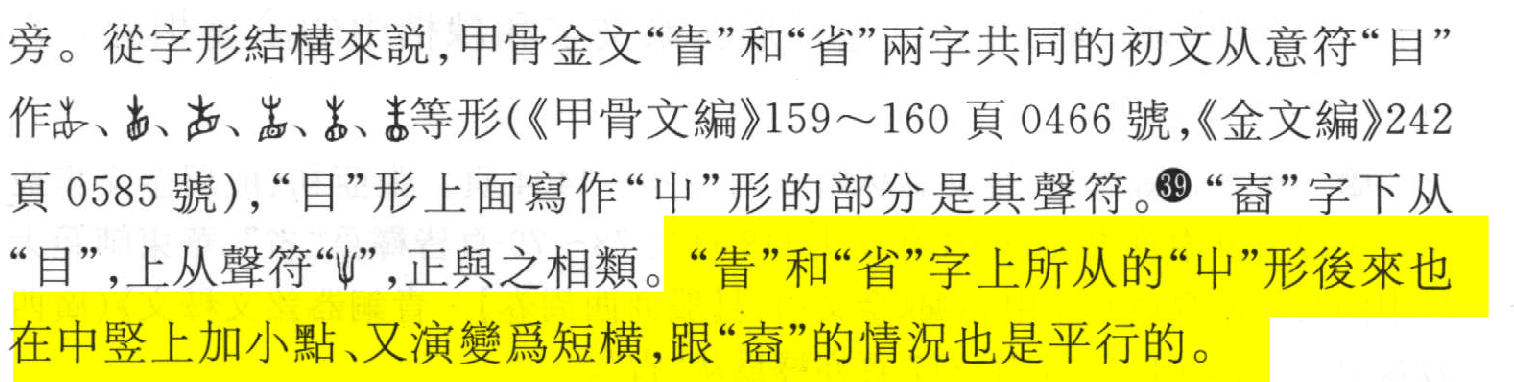 旁。從字形結構來説,甲骨金文“眚”和“省”兩字共同的初文从意符“目”
作、、、、、等形(《甲骨文編》159～160 頁 0466 號,《金文編》242
頁 0585 號),“目”形上面寫作“屮”形的部分是其聲符。㊴“𥄲”字下从
“目”,上从聲符“”,正與之相類。“眚”和“省”字上所从的“屮”形後來也
在中竪上加小點、又演變爲短横,跟“𥄲”的情況也是平行的。